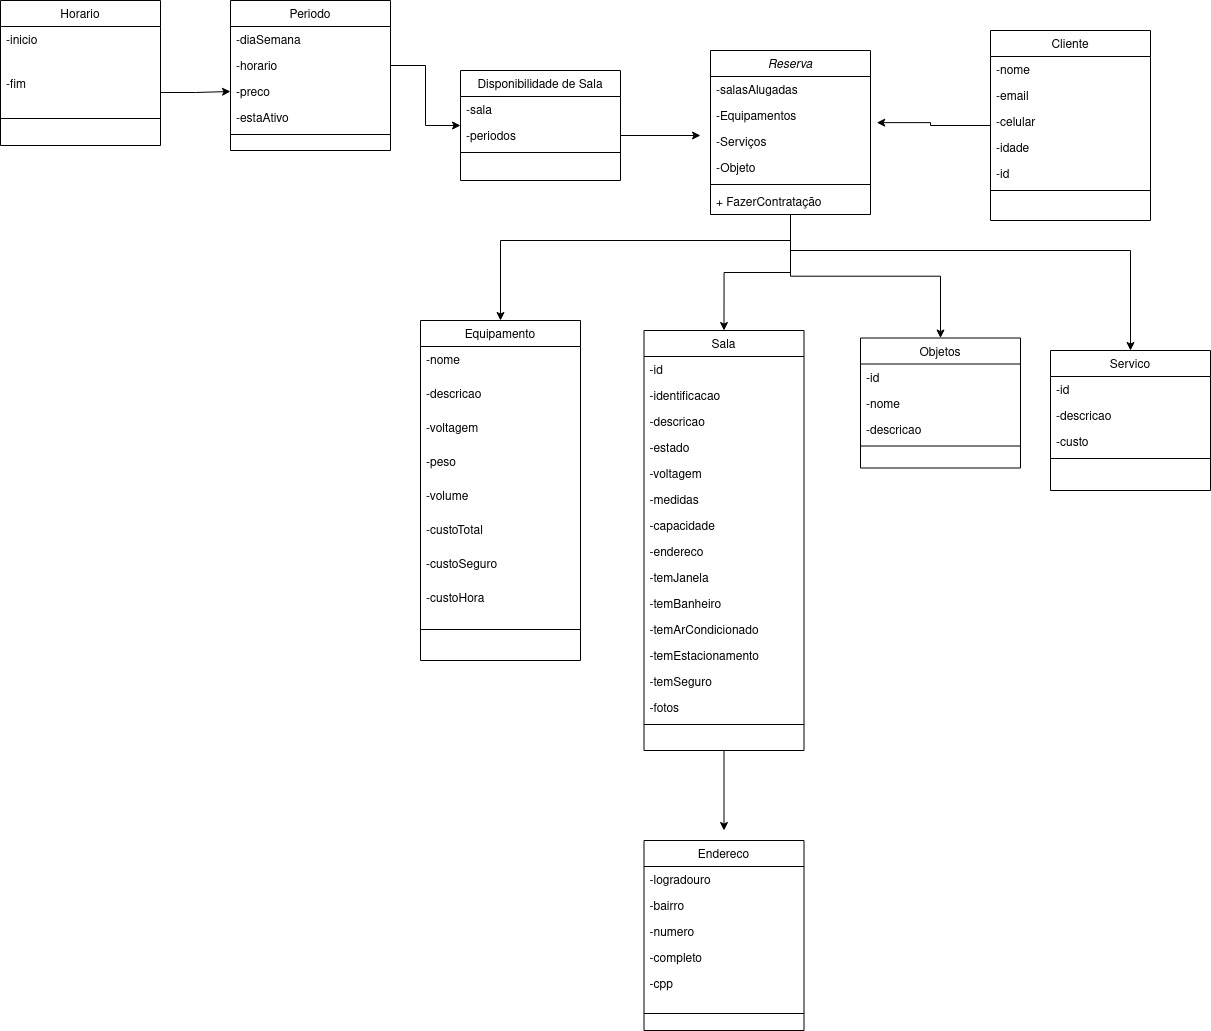 Horario
-inicio
-fim
Periodo
-diaSemana
-horario
-preco
-estaAtivo
Disponibilidade de Sala
-sala
-periodos
Reserva
-salasAlugadas
-Equipamentos
-Serviços
-Objeto
+ FazerContratação
Cliente
-nome
-email
-celular
-idade
-id
Equipamento
-nome
-descricao
-voltagem
-peso
-volume
-custoTotal
-custoSeguro
-custoHora
Sala
-id
-identificacao
-descricao
-estado
-voltagem
-medidas
-capacidade
-endereco
-temJanela
-temBanheiro
-temArCondicionado
-temEstacionamento
-temSeguro
-fotos
Objetos
-id
-nome
-descricao
Servico
-id
-descricao
-custo
Endereco
-logradouro
-bairro
-numero
-completo
-cpp